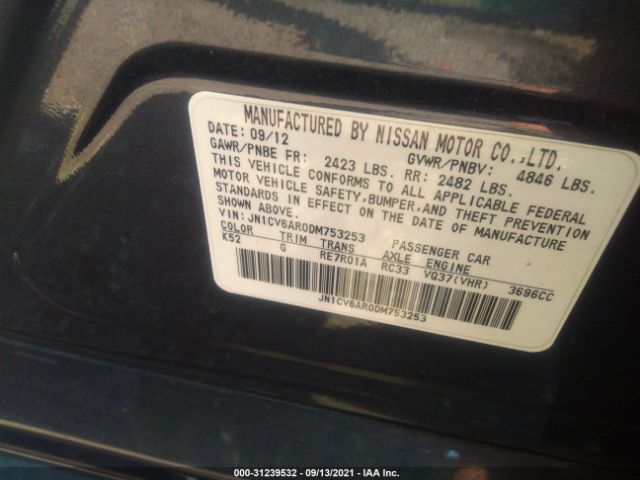 MANUFACTURED BY NISSAN MOTOR CO.,LTD.
DATE: 09/12 GVWR/PNBV: 4846 LBS.
GAWR/PNBE FR: 2423 LBS. RR: 2482 LBS.
THIS VEHICLE CONFORMS TO ALL APPLICABLE FEDERAL
MOTOR VEHICLE SAFETY, BUMPER, AND THEFT PREVENTION
STANDARDS IN EFFECT ON THE DATE OF MANUFACTURE
SHOWN ABOVE.
VIN: JN1CV6AR0DM753253 PASSENGER CAR
COLOR TRIM TRANS AXLE ENGINE
K52 G RE7R01A RC33 VQ37(VHR) 3696CC
JN1CV6AR0DM753253
000-31239532 - 09/13/2021 - IAA Inc.